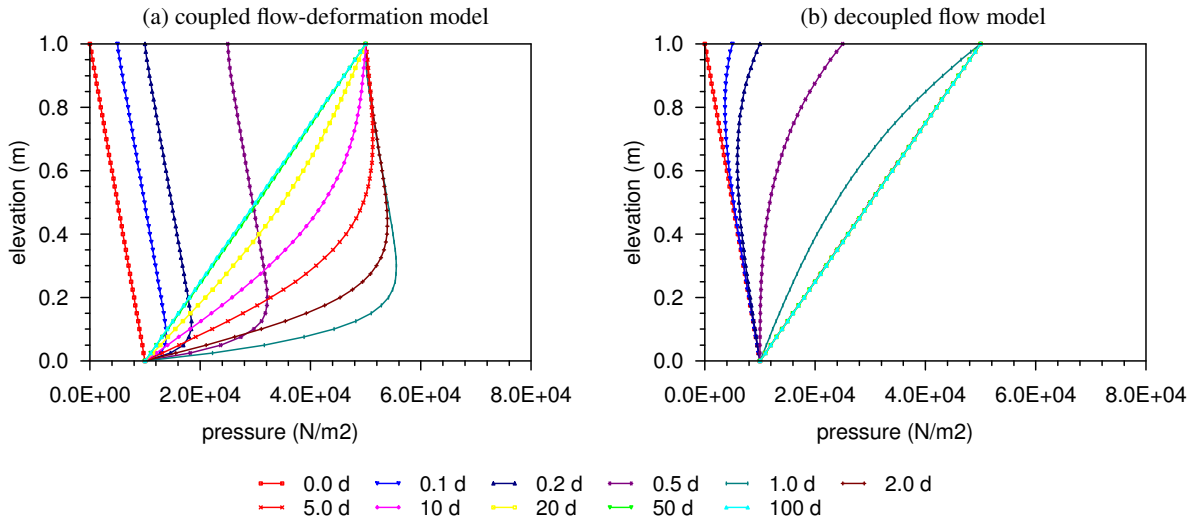 (a) coupled flow-deformation model
(b) decoupled flow model
1.0
0.8
0.6
0.4
0.2
0.0
elevation (m)
0.0E+00 2.0E+04 4.0E+04 6.0E+04 8.0E+04
pressure (N/m2)
1.0
0.8
0.6
0.4
0.2
0.0
elevation (m)
0.0E+00 2.0E+04 4.0E+04 6.0E+04 8.0E+04
pressure (N/m2)
0.0 d 0.1 d 0.2 d 0.5 d 1.0 d 2.0 d
5.0 d 10 d 20 d 50 d 100 d